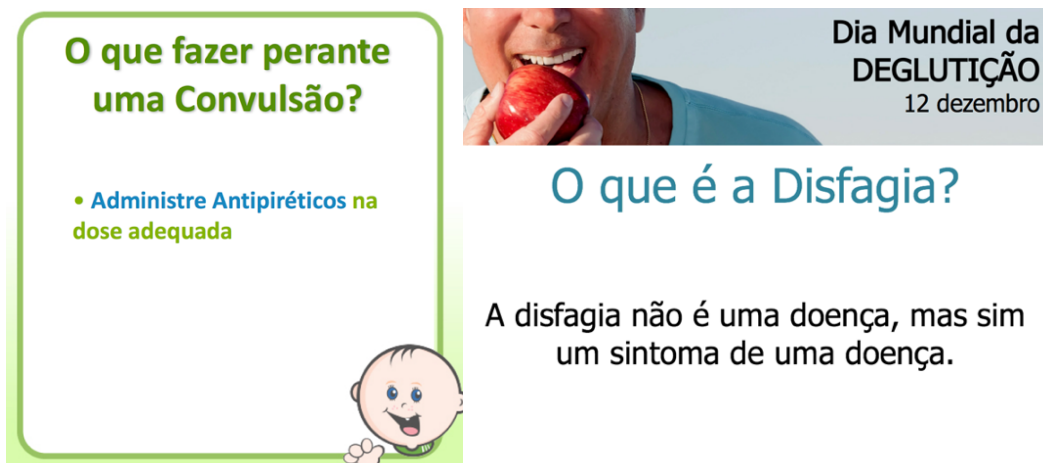 O que fazer perante
uma Convulsão?
• Administre Antipiréticos na
dose adequada
Dia Mundial da
DEGLUTIÇÃO
12 dezembro
O que é a Disfagia?
A disfagia não é uma doença, mas sim
um sintoma de uma doença.